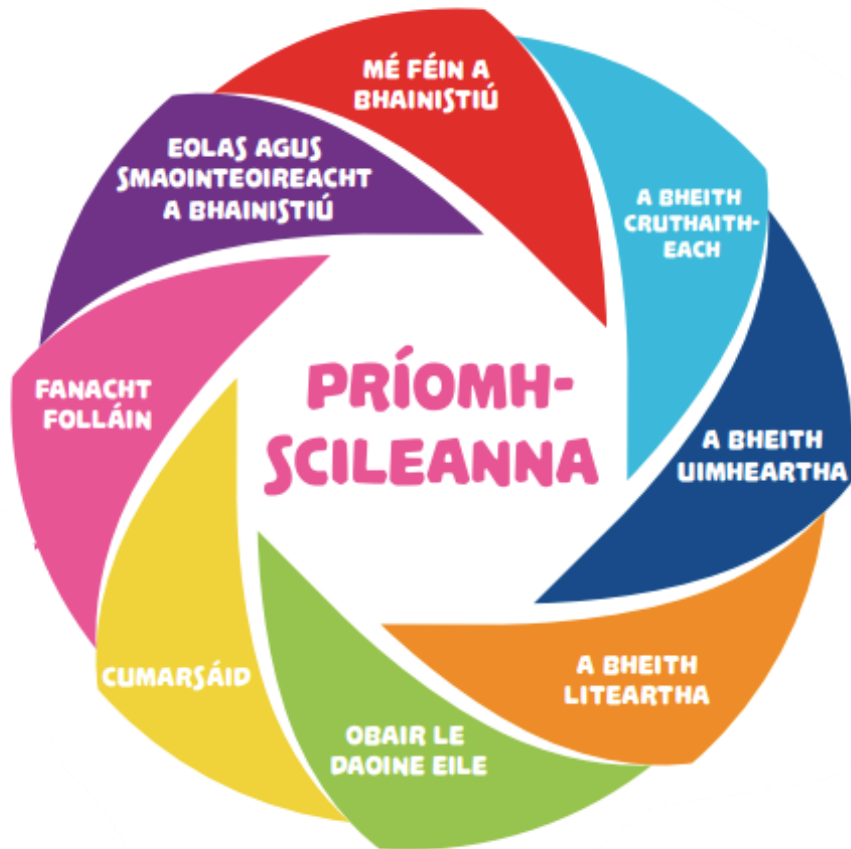 MÉ FÉIN A
BHAINISTIÚ
A BHEITH
CRUTHAITH-
EACH
A BHEITH
UIMHEARTHA
A BHEITH
LITEARTHA
OBAIR LE
DAOINE EILE
CUMARSÁID
FANACHT
FOLLÁIN
EOLAS AGUS
SMAOINTEOIREACHT
A BHAINISTIÚ
PRÍOMH-
SCILEANNA